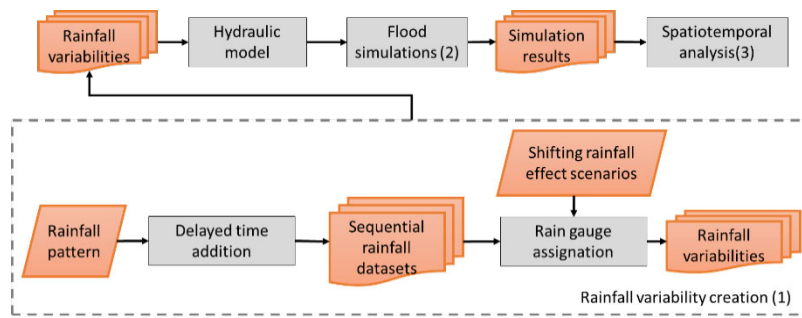 Rainfall
variabilities
Hydraulic
model
Flood
simulations (2)
Simulation
results
Spatiotemporal
analysis(3)
Shifting rainfall
effect scenarios
Rainfall
pattern
Delayed time
addition
Sequential
rainfall
datasets
Rain gauge
assignation
Rainfall
variabilities
Rainfall variability creation (1)